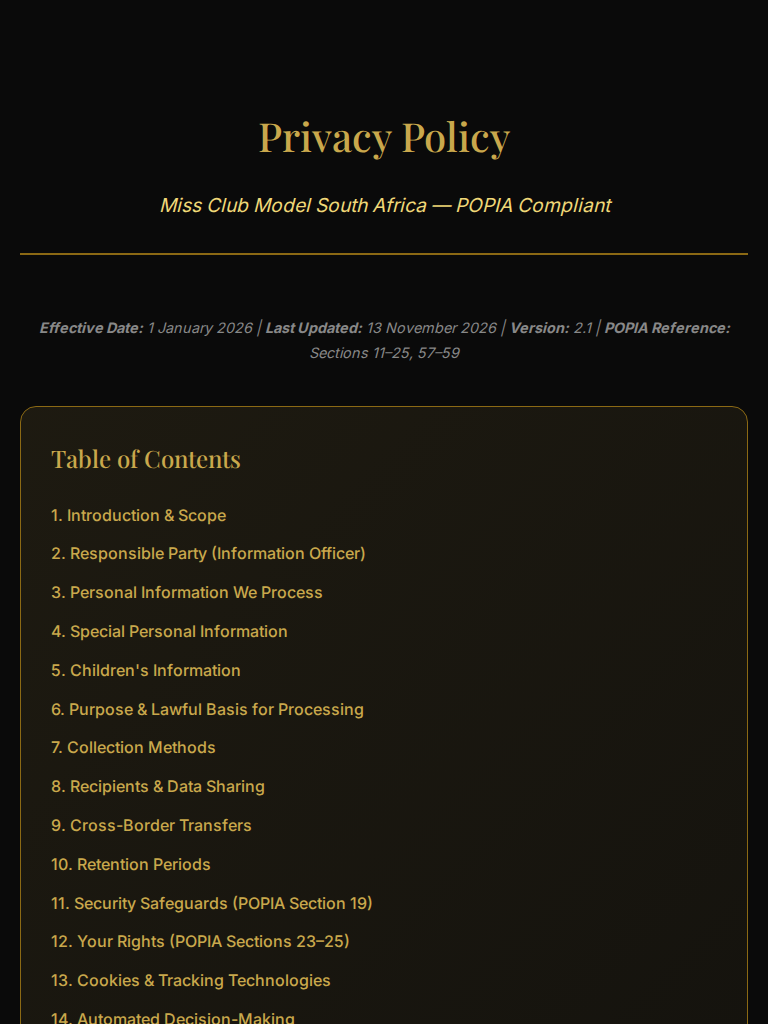 Privacy Policy
Miss Club Model South Africa — POPIA Compliant
Effective Date: 1 January 2026 | Last Updated: 13 November 2026 | Version: 2.1 | POPIA Reference:
Sections 11–25, 57–59
Table of Contents
1. Introduction & Scope
2. Responsible Party (Information Officer)
3. Personal Information We Process
4. Special Personal Information
5. Children's Information
6. Purpose & Lawful Basis for Processing
7. Collection Methods
8. Recipients & Data Sharing
9. Cross-Border Transfers
10. Retention Periods
11. Security Safeguards (POPIA Section 19)
12. Your Rights (POPIA Sections 23–25)
13. Cookies & Tracking Technologies
14. Automated Decision-Making